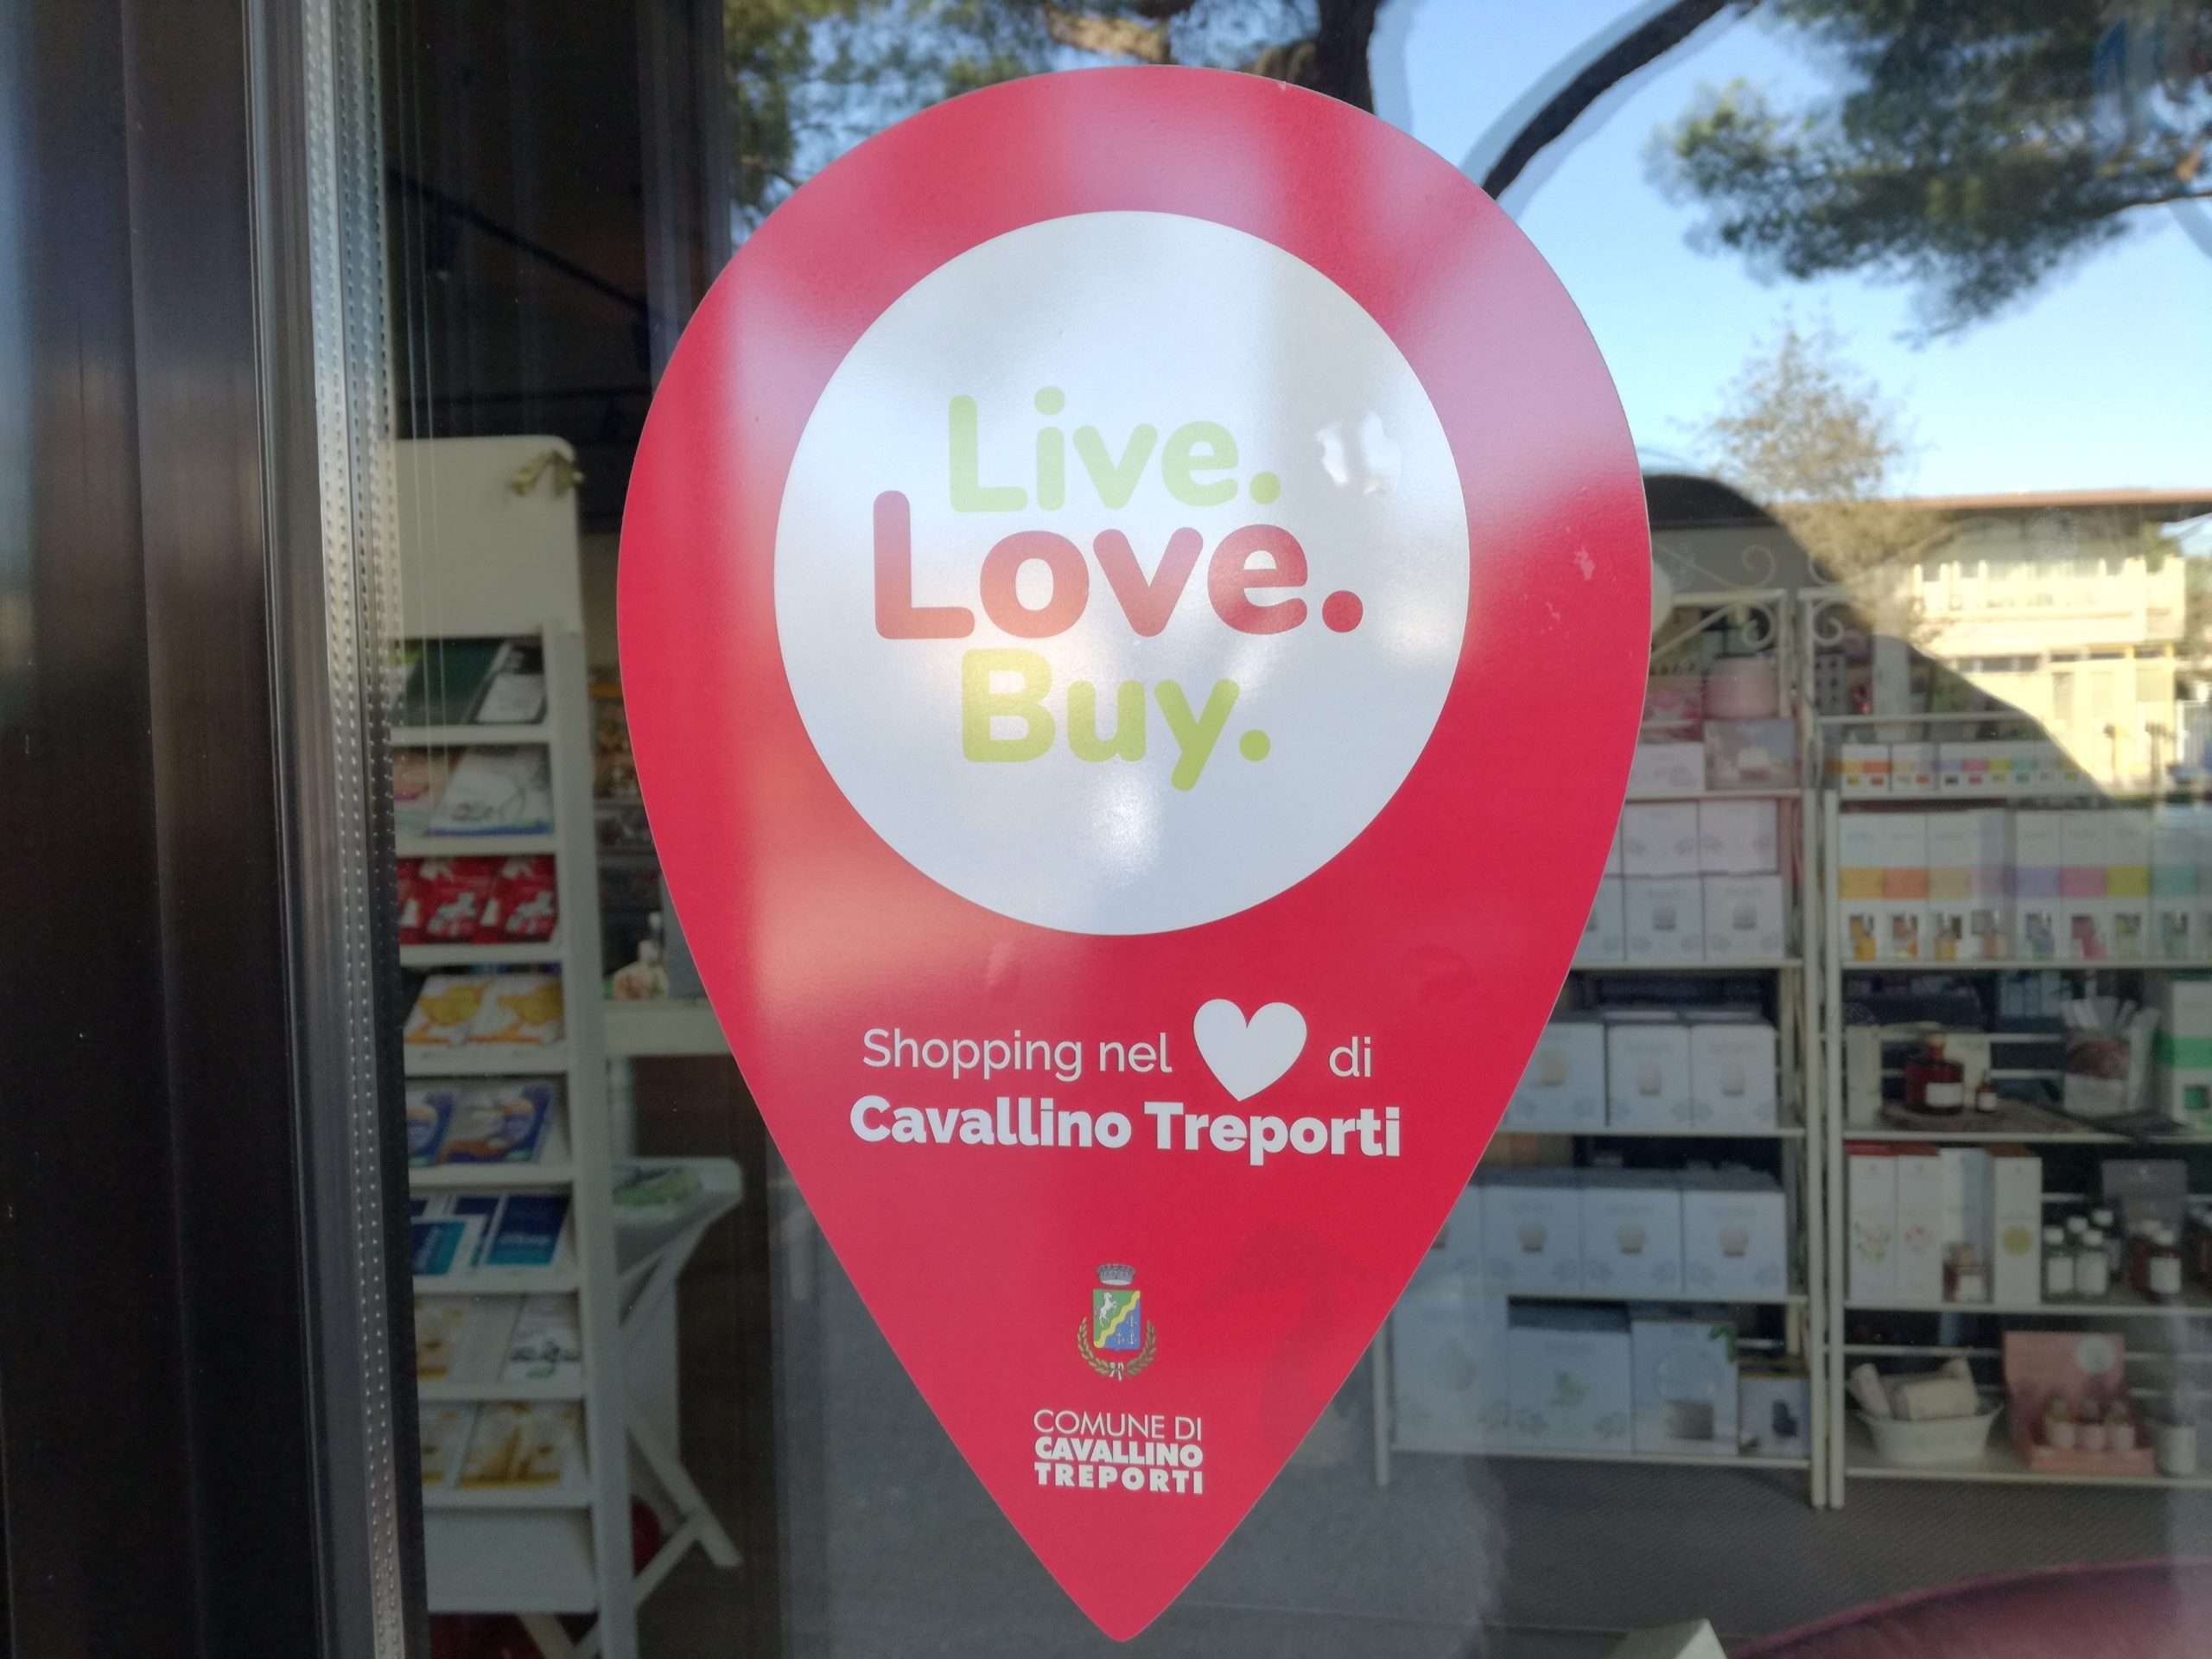 Live.
Love.
Buy.
Shopping nel di
Cavallino Treporti
COMUNE DI
CAVALLINO
TREPORTI